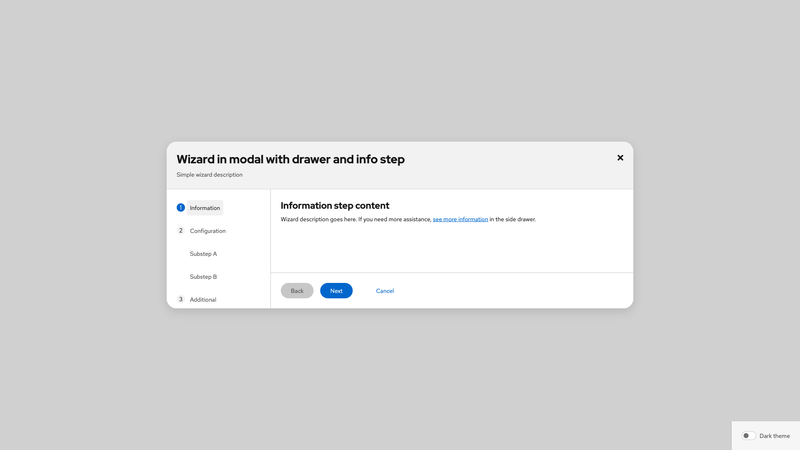 Wizard in modal with drawer and info step
Simple wizard description
1 Information
2 Configuration
Substep A
Substep B
3 Additional
Information step content
Wizard description goes here. If you need more assistance, see more information in the side drawer.
Back Next Cancel
Dark theme